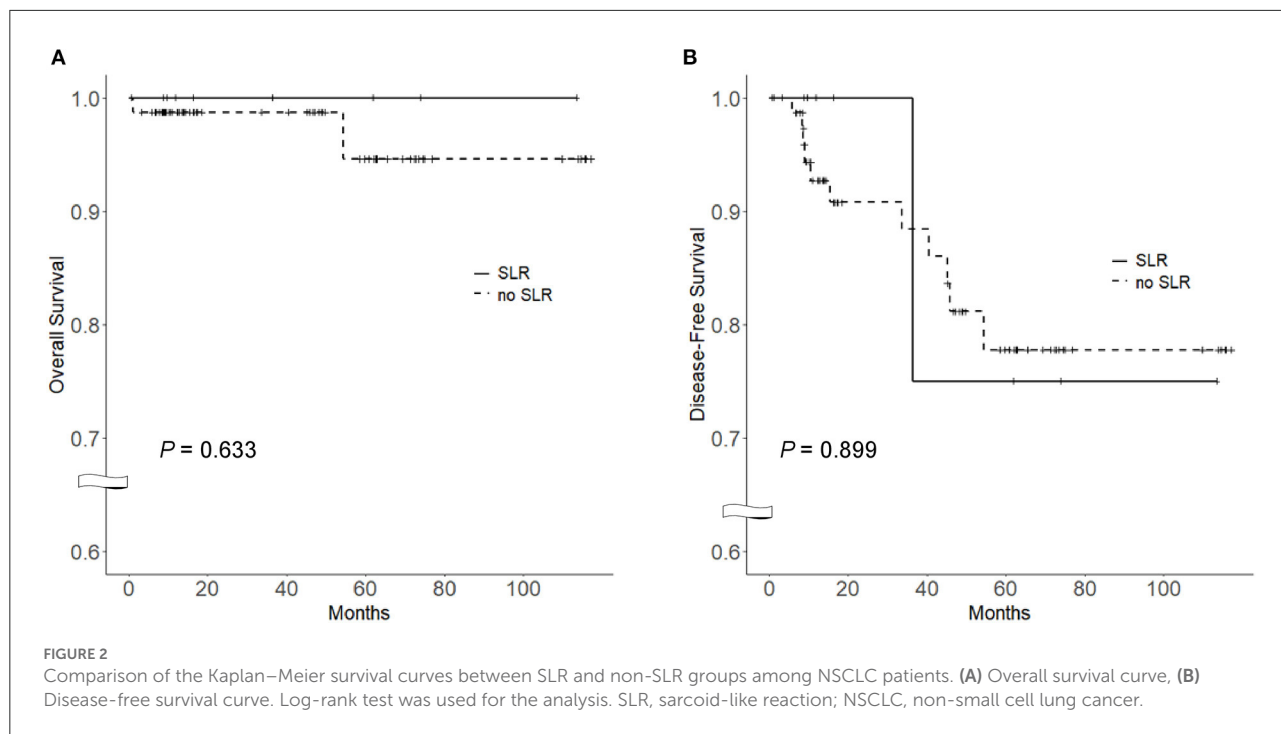 A
1.0
0.9
0.8
0.7
0.6
Overall Survival
SLR
no SLR
P = 0.633
0 20 40 60 80 100
Months
B
1.0
0.9
0.8
0.7
0.6
Disease-Free Survival
SLR
no SLR
P = 0.899
0 20 40 60 80 100
Months
FIGURE 2
Comparison of the Kaplan–Meier survival curves between SLR and non-SLR groups among NSCLC patients. (A) Overall survival curve, (B)
Disease-free survival curve. Log-rank test was used for the analysis. SLR, sarcoid-like reaction; NSCLC, non-small cell lung cancer.